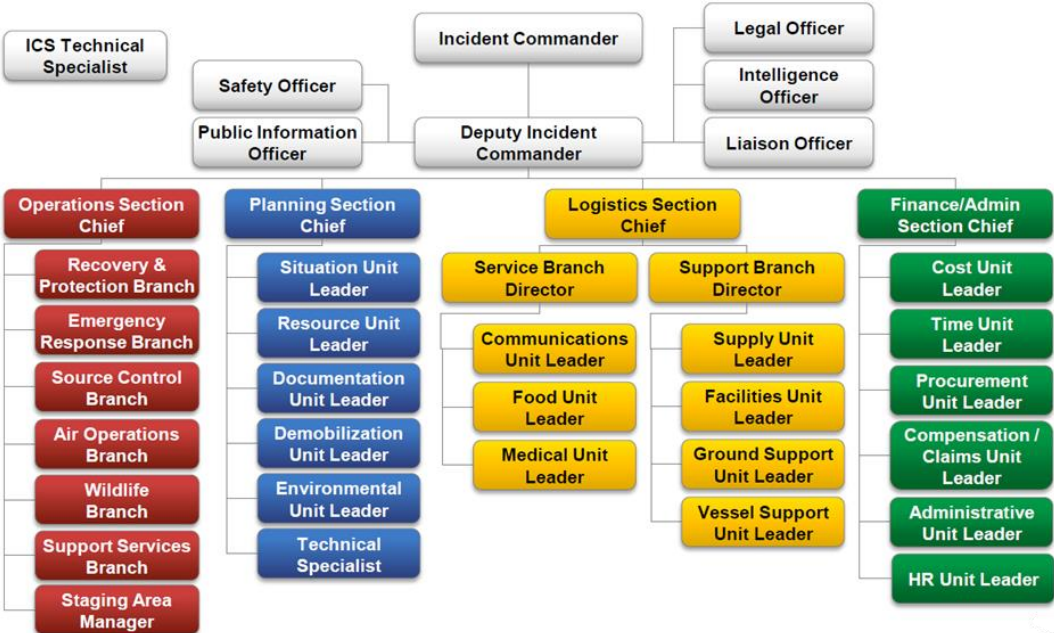 ICS Technical
Specialist
Incident Commander
Legal Officer
Safety Officer
Intelligence
Officer
Public Information
Officer
Deputy Incident
Commander
Liaison Officer
Operations Section
Chief
Recovery &
Protection Branch
Emergency
Response Branch
Source Control
Branch
Air Operations
Branch
Wildlife
Branch
Support Services
Branch
Staging Area
Manager
Planning Section
Chief
Situation Unit
Leader
Resource Unit
Leader
Documentation
Unit Leader
Demobilization
Unit Leader
Environmental
Unit Leader
Technical
Specialist
Logistics Section
Chief
Service Branch
Director
Communications
Unit Leader
Food Unit
Leader
Medical Unit
Leader
Support Branch
Director
Supply Unit
Leader
Facilities Unit
Leader
Ground Support
Unit Leader
Vessel Support
Unit Leader
Finance/Admin
Section Chief
Cost Unit
Leader
Time Unit
Leader
Procurement
Unit Leader
Compensation /
Claims Unit
Leader
Administrative
Unit Leader
HR Unit Leader